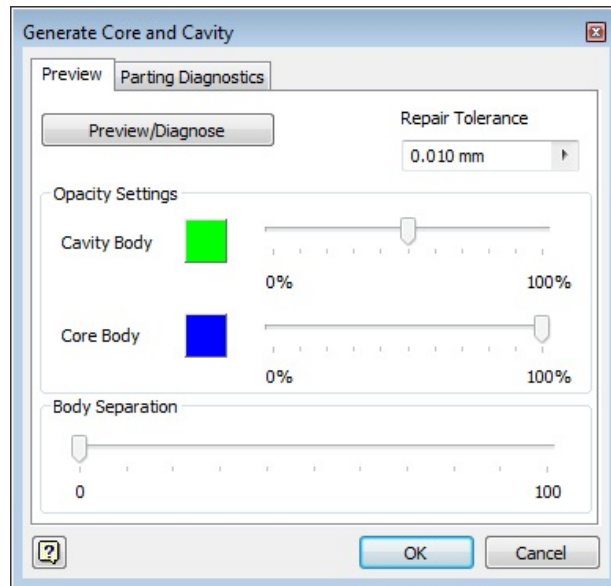 Generate Core and Cavity
Preview Parting Diagnostics
Preview/Diagnose
Repair Tolerance
0.010 mm
Opacity Settings
Cavity Body
0% 100%
Core Body
0% 100%
Body Separation
0 100
? OK Cancel